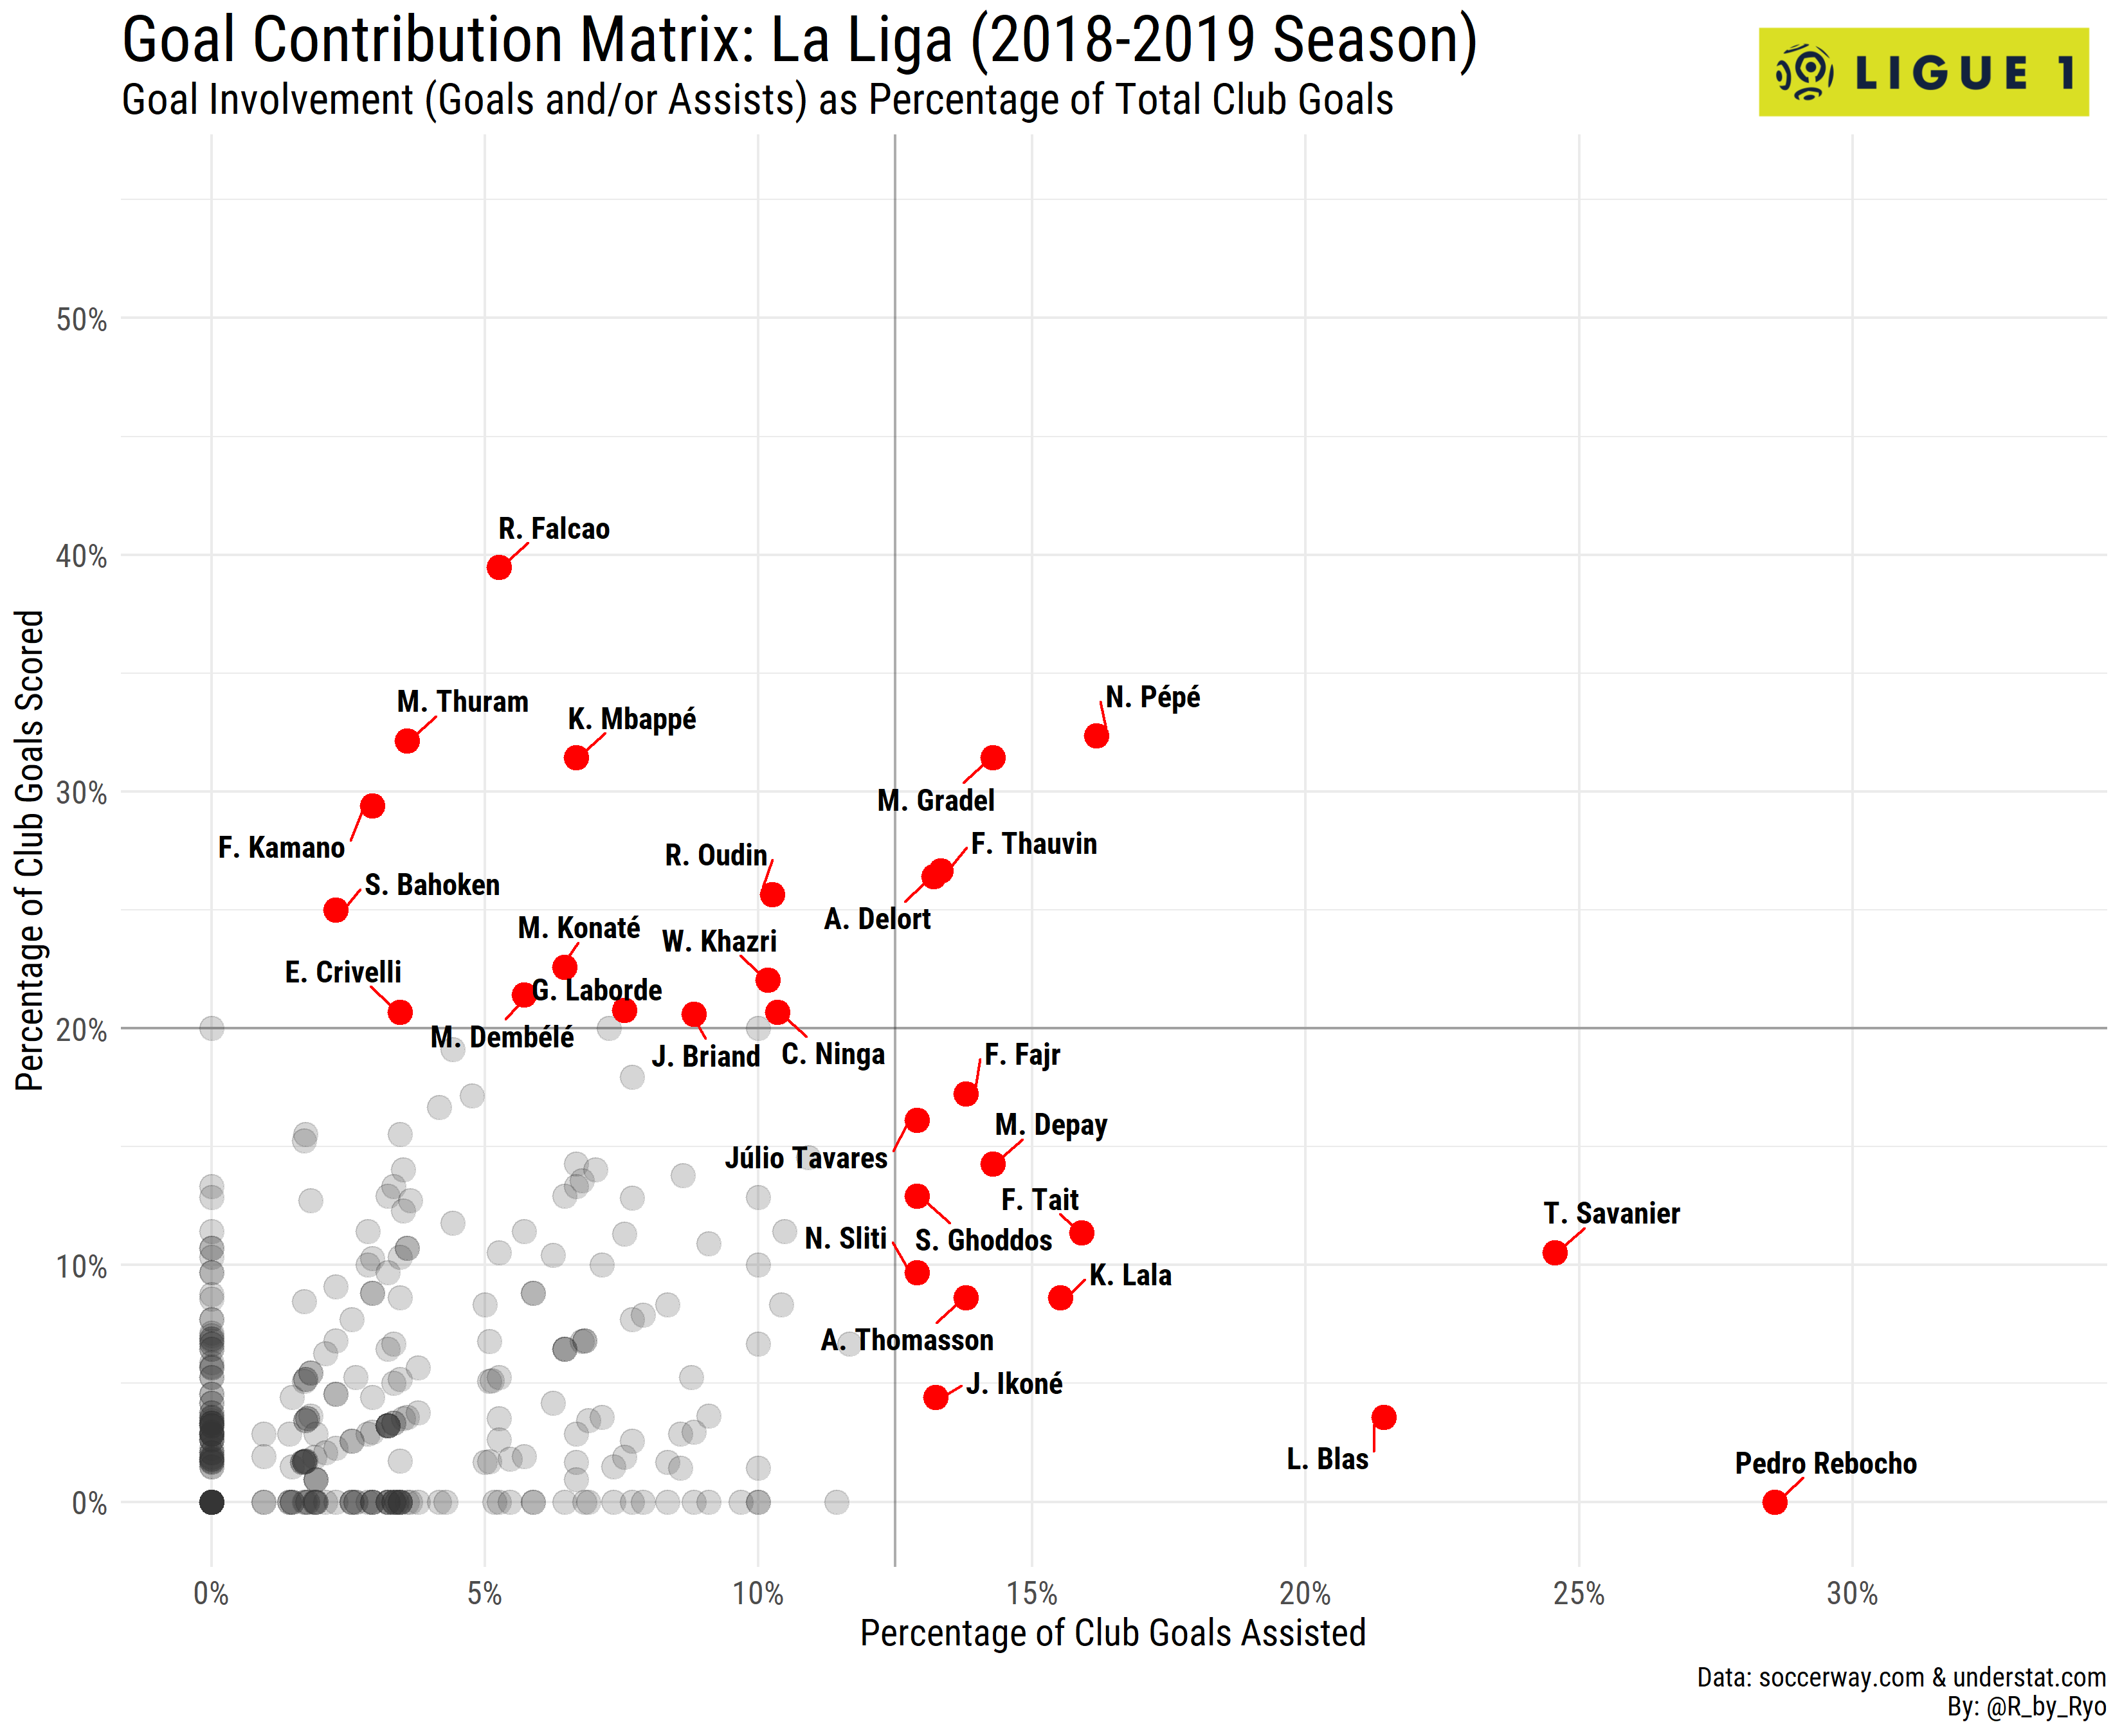 Goal Contribution Matrix: La Liga (2018-2019 Season)
Goal Involvement (Goals and/or Assists) as Percentage of Total Club Goals
LIGUE 1
Percentage of Club Goals Scored
50%
40%
30%
20%
10%
0%
R. Falcao
M. Thuram
K. Mbappé
N. Pépé
M. Gradel
F. Kamano
R. Oudin
F. Thauvin
S. Bahoken
A. Delort
M. Konaté
W. Khazri
E. Crivelli
G. Laborde
M. Dembélé
J. Briand
C. Ninga
F. Fajr
M. Depay
Júlio Tavares
F. Tait
T. Savanier
N. Sliti
S. Ghoddos
K. Lala
A. Thomasson
J. Ikoné
L. Blas
Pedro Rebocho
0%
5%
10%
15%
20%
25%
30%
Percentage of Club Goals Assisted
Data: soccerway.com & understat.com
By: @R_by_Ryo